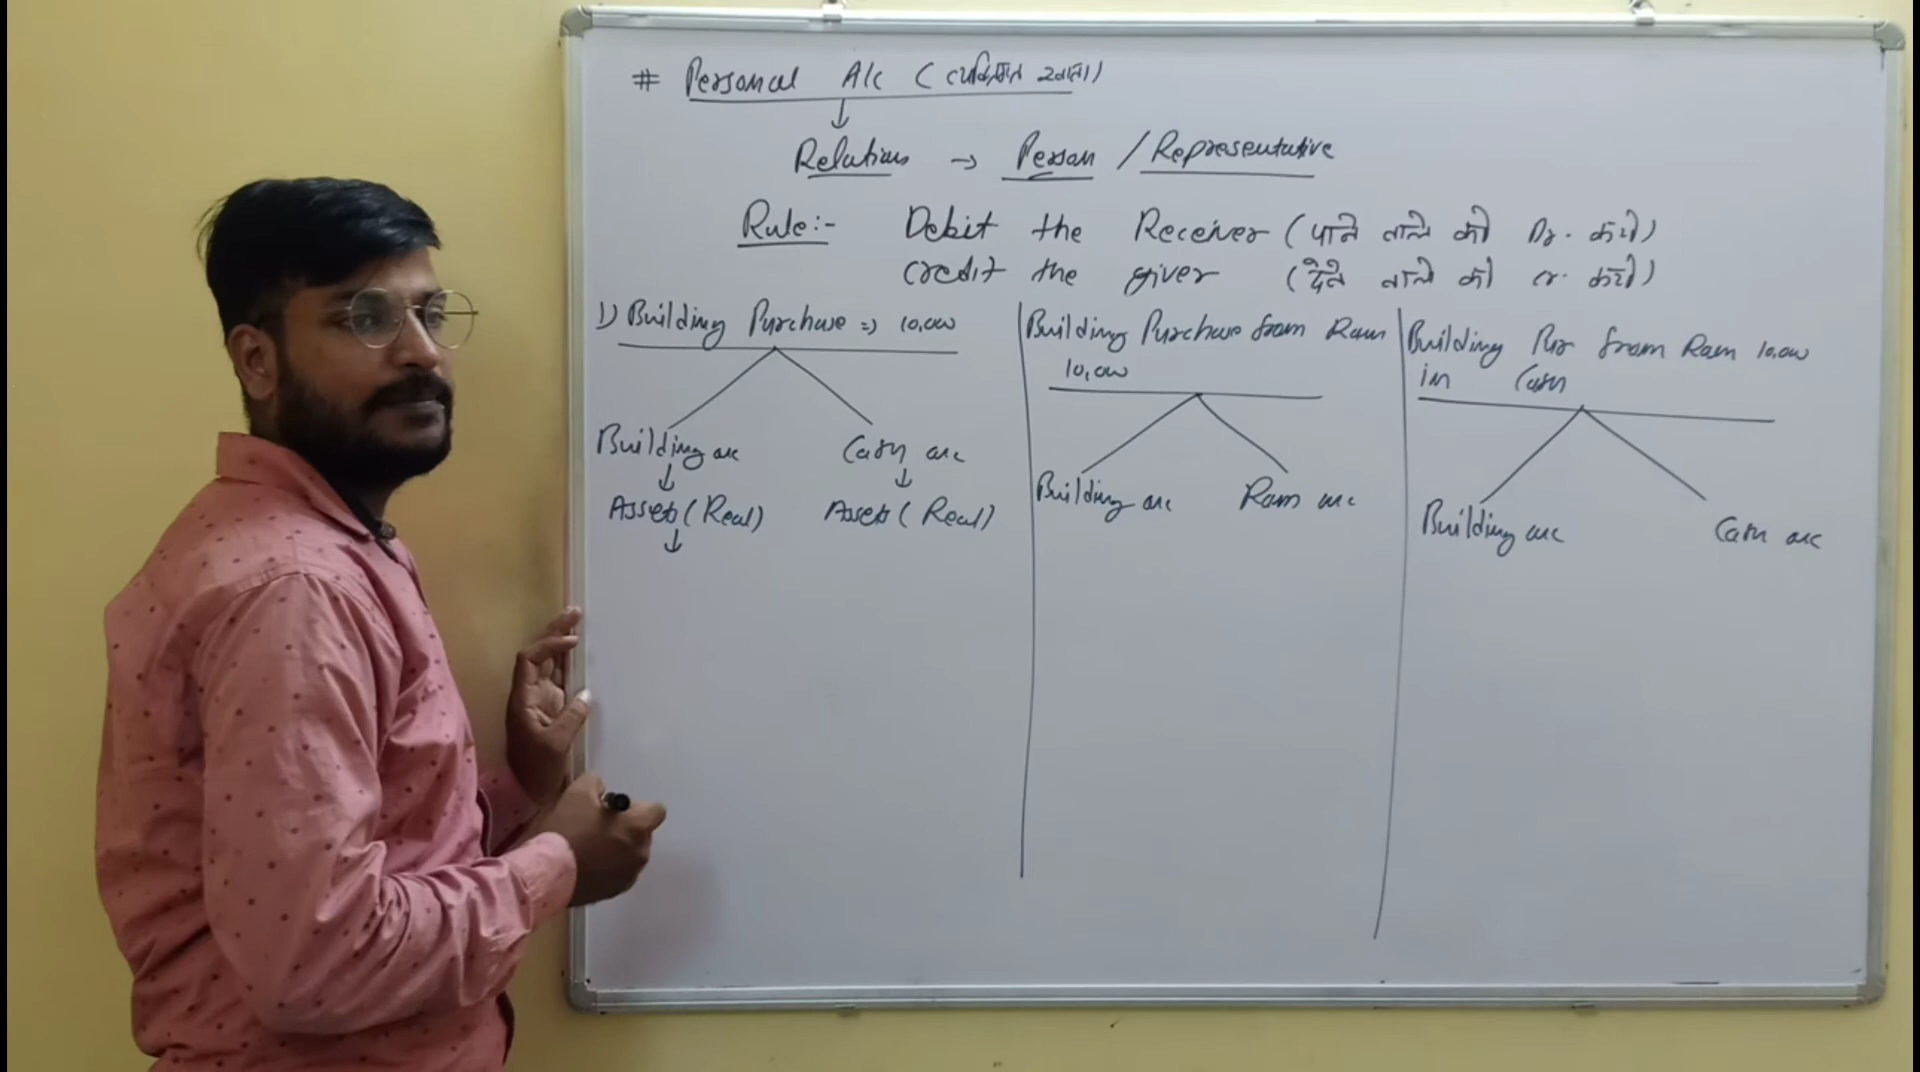 # Personal A/c (व्यक्तिगत खाता)
↓
Relation → Person / Representative
Rule:- Debit the Receiver (पाने वाले को Dr. करो)
credit the giver (देने वाले को cr. करो)
1) Building Purchase => 10,000
Building a/c Cash a/c
↓ ↓
Assets (Real) Assets (Real)
↓
Building Purchase from Ram
10,000
Building a/c Ram a/c
Building Pur from Ram 10,000
in Cash
Building a/c Cash a/c